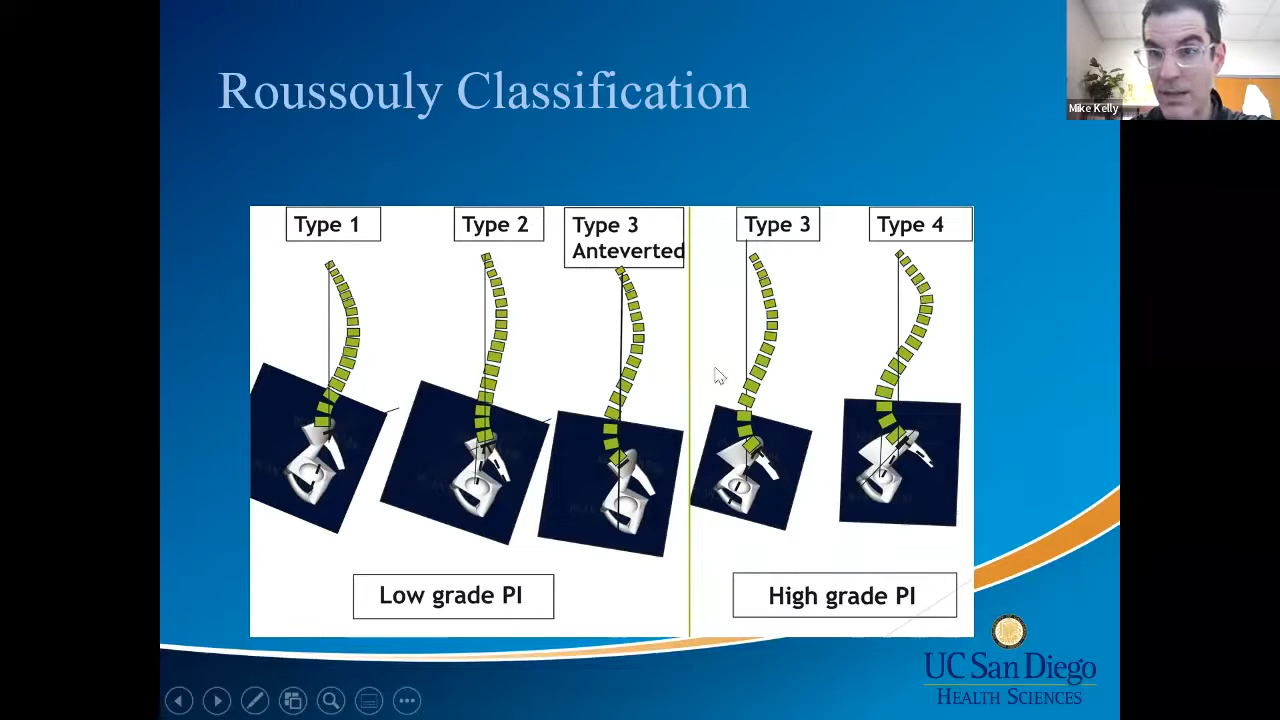 Roussouly Classification
Mike Kelly
Type 1
Type 2
Type 3
Anteverted
Type 3
Type 4
Low grade PI
High grade PI
UC San Diego
HEALTH SCIENCES